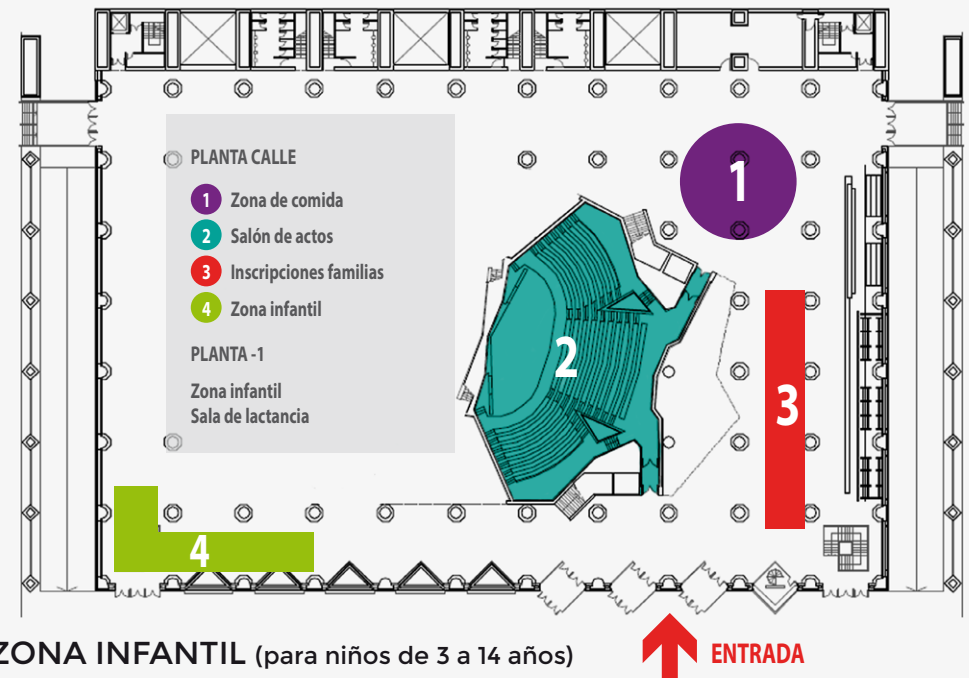 PLANTA CALLE
1 Zona de comida
2 Salón de actos
3 Inscripciones familias
4 Zona infantil
PLANTA -1
Zona infantil
Sala de lactancia
1
2
3
4
ZONA INFANTIL (para niños de 3 a 14 años)
ENTRADA